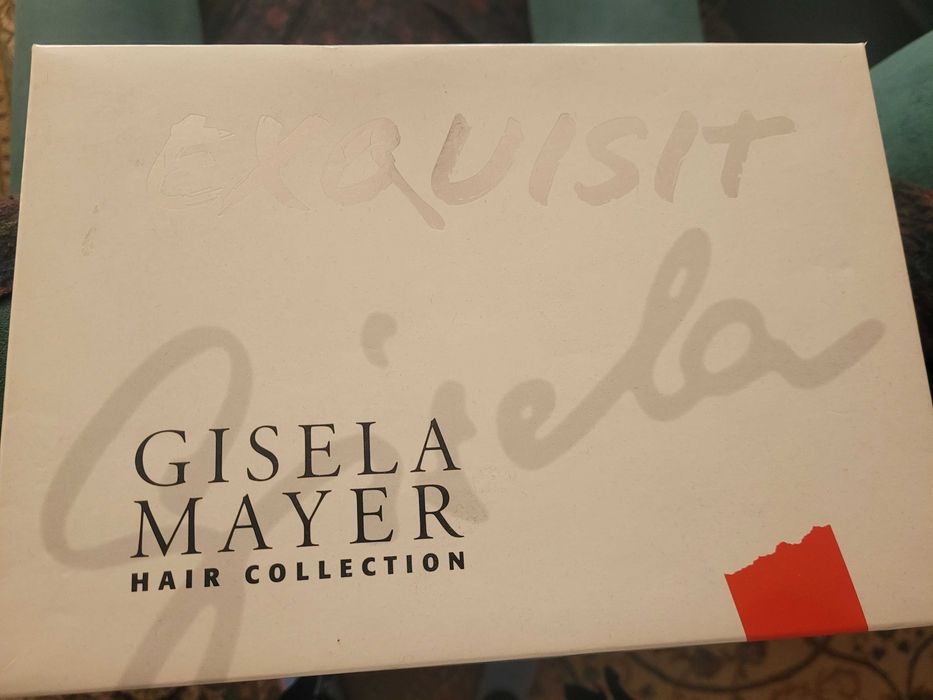 EXQUISIT
Gisela
GISELA
MAYER
HAIR COLLECTION